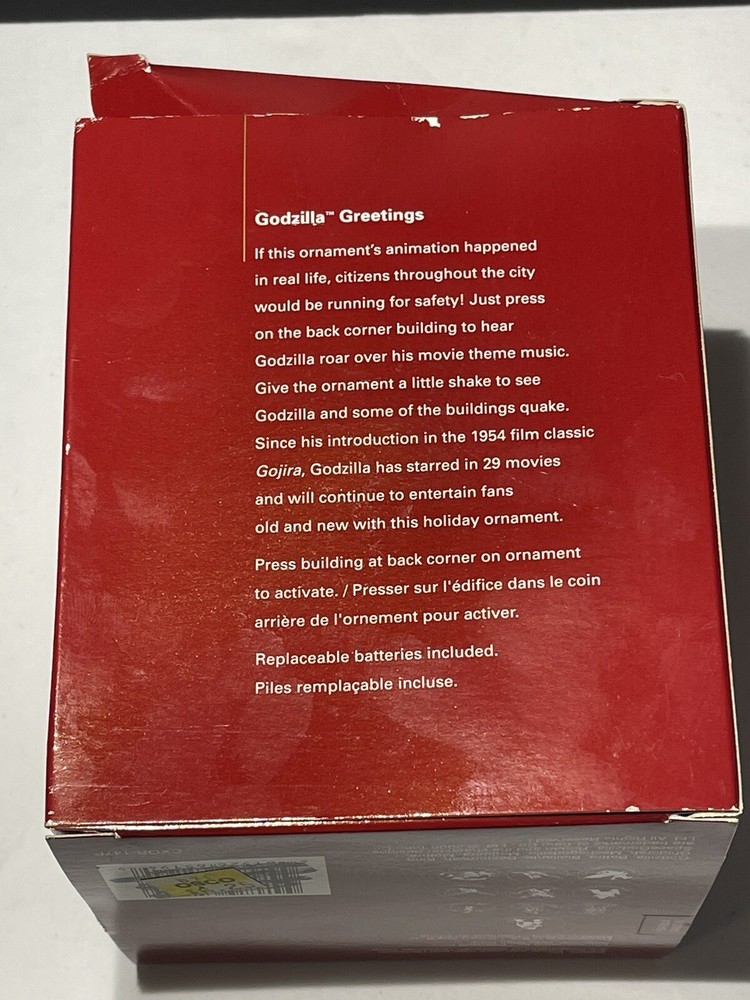 Godzilla™ Greetings
If this ornament's animation happened
in real life, citizens throughout the city
would be running for safety! Just press
on the back corner building to hear
Godzilla roar over his movie theme music.
Give the ornament a little shake to see
Godzilla and some of the buildings quake.
Since his introduction in the 1954 film classic
Gojira, Godzilla has starred in 29 movies
and will continue to entertain fans
old and new with this holiday ornament.
Press building at back corner on ornament
to activate. / Presser sur l'édifice dans le coin
arrière de l'ornement pour activer.
Replaceable batteries included.
Piles remplaçable incluse.